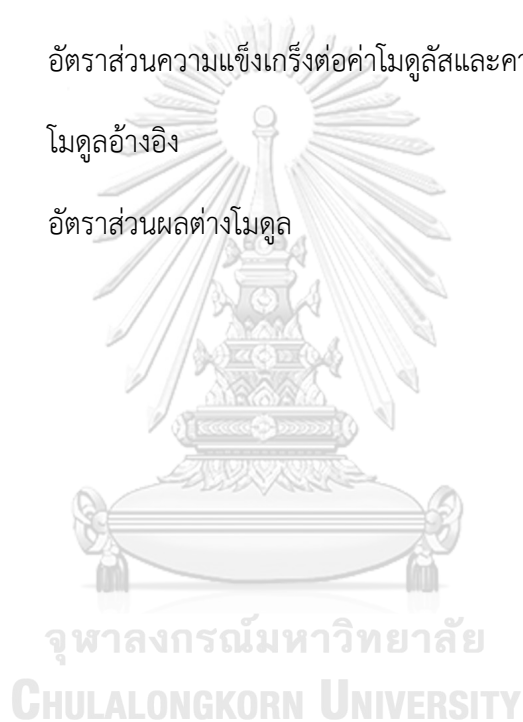 อัตราส่วนความแข็งเกร็งต่อค่าโมดูลัสและค
โมดูลอ้างอิง
อัตราส่วนผลต่างโมดูล
จุฬาลงกรณ์มหาวิทยาลัย
CHULALONGKORN UNIVERSITY